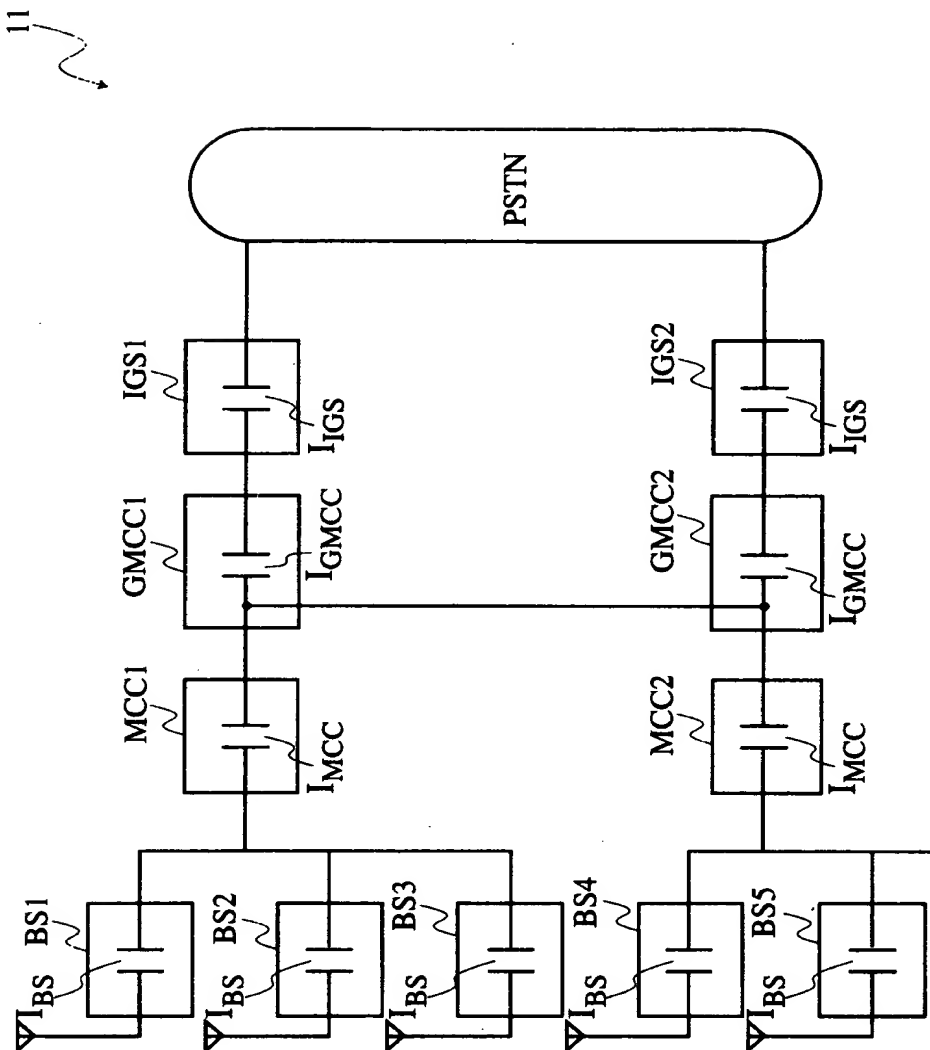 11
PSTN
IGS1
I_IGS
IGS2
I_IGS
GMCC1
I_GMCC
GMCC2
I_GMCC
MCC1
I_MCC
MCC2
I_MCC
BS1
I_BS
BS2
I_BS
BS3
I_BS
BS4
I_BS
BS5
I_BS